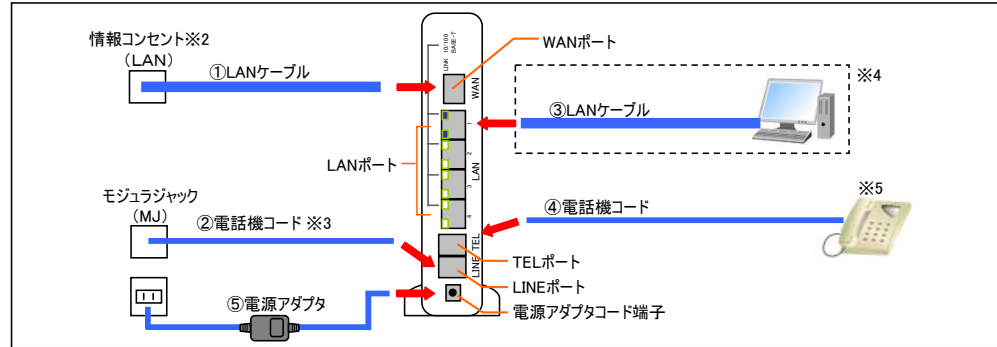 情報コンセント※2
(LAN)
①LANケーブル
LINK 10/100
BASE-T
WAN
WANポート
※4
③LANケーブル
1
2
3
4
LAN
LANポート
モジュラジャック
(MJ)
②電話機コード ※3
※5
④電話機コード
TEL
LINE
TELポート
LINEポート
⑤電源アダプタ
電源アダプタコード端子